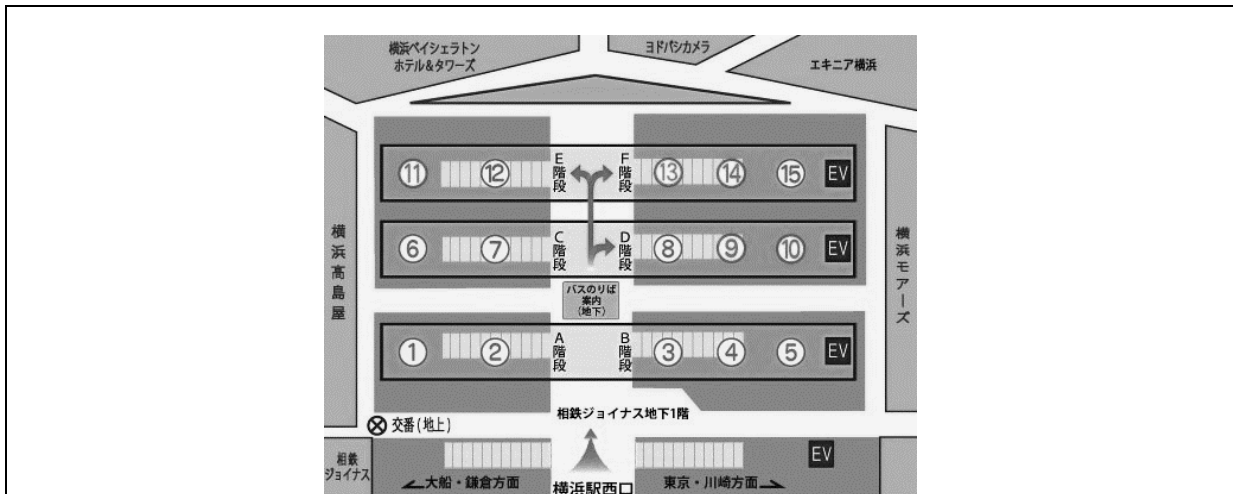 横浜ベイシェラトン
ホテル&タワーズ
ヨドバシカメラ
エキニア横浜
⑪ ⑫ E階段 F階段 ⑬ ⑭ ⑮ EV
⑥ ⑦ C階段 D階段 ⑧ ⑨ ⑩ EV
横浜高島屋
横浜モアーズ
バスのりば
案内
(地下)
① ② A階段 B階段 ③ ④ ⑤ EV
相鉄ジョイナス地下1階
交番(地上)
相鉄
ジョイナス
EV
大船・鎌倉方面
横浜駅西口
東京・川崎方面